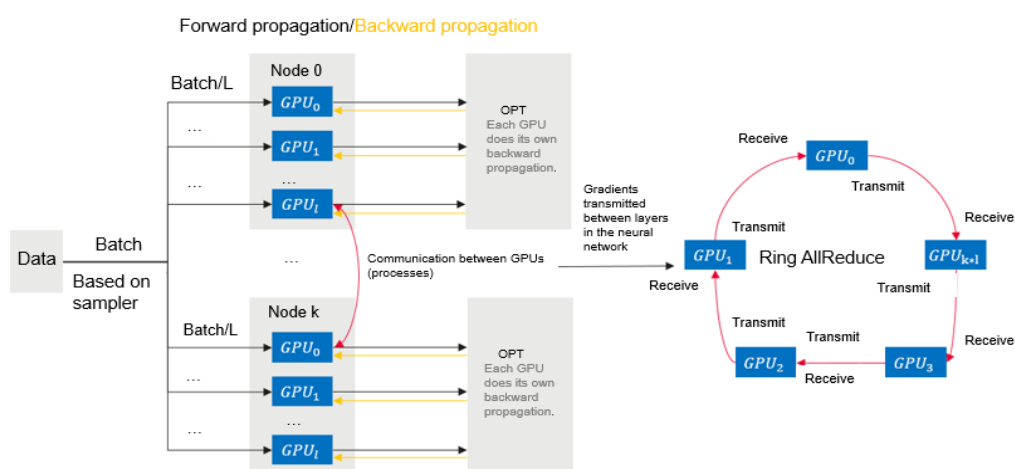 Forward propagation/Backward propagation
Data
Batch
Based on
sampler
Batch/L
...
...
Node 0
GPU₀
GPU₁
...
GPUₗ
OPT
Each GPU
does its own
backward
propagation.
...
Communication between GPUs
(processes)
Batch/L
...
...
Node k
GPU₀
GPU₁
...
GPUₗ
OPT
Each GPU
does its own
backward
propagation.
Gradients
transmitted
between layers
in the neural
network
Receive
GPU₀
Transmit
Receive
Transmit
GPU₁
Ring AllReduce
GPUₖ*ₗ
Receive
Transmit
Transmit
Transmit
Receive
GPU₂
GPU₃
Receive